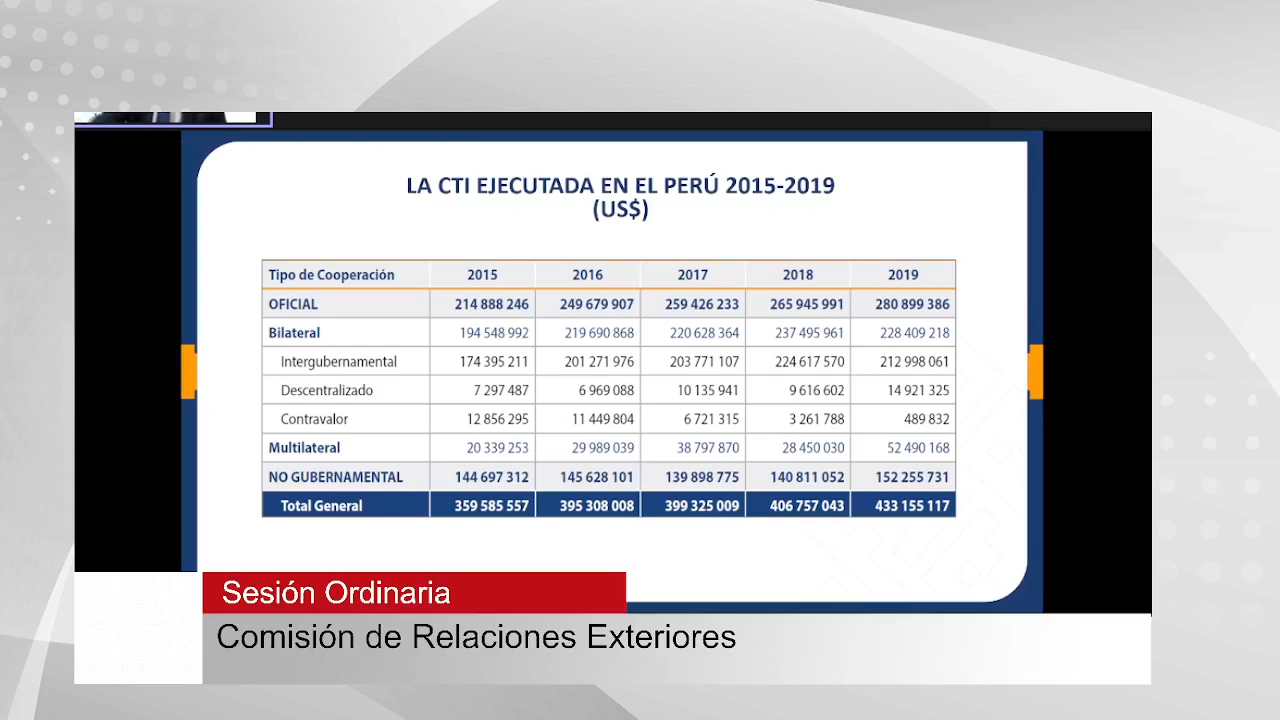 LA CTI EJECUTADA EN EL PERÚ 2015-2019
(US$)
Tipo de Cooperación 2015 2016 2017 2018 2019
OFICIAL 214 888 246 249 679 907 259 426 233 265 945 991 280 899 386
Bilateral 194 548 992 219 690 868 220 628 364 237 495 961 228 409 218
Intergubernamental 174 395 211 201 271 976 203 771 107 224 617 570 212 998 061
Descentralizado 7 297 487 6 969 088 10 135 941 9 616 602 14 921 325
Contravalor 12 856 295 11 449 804 6 721 315 3 261 788 489 832
Multilateral 20 339 253 29 989 039 38 797 870 28 450 030 52 490 168
NO GUBERNAMENTAL 144 697 312 145 628 101 139 898 775 140 811 052 152 255 731
Total General 359 585 557 395 308 008 399 325 009 406 757 043 433 155 117
Sesión Ordinaria
Comisión de Relaciones Exteriores